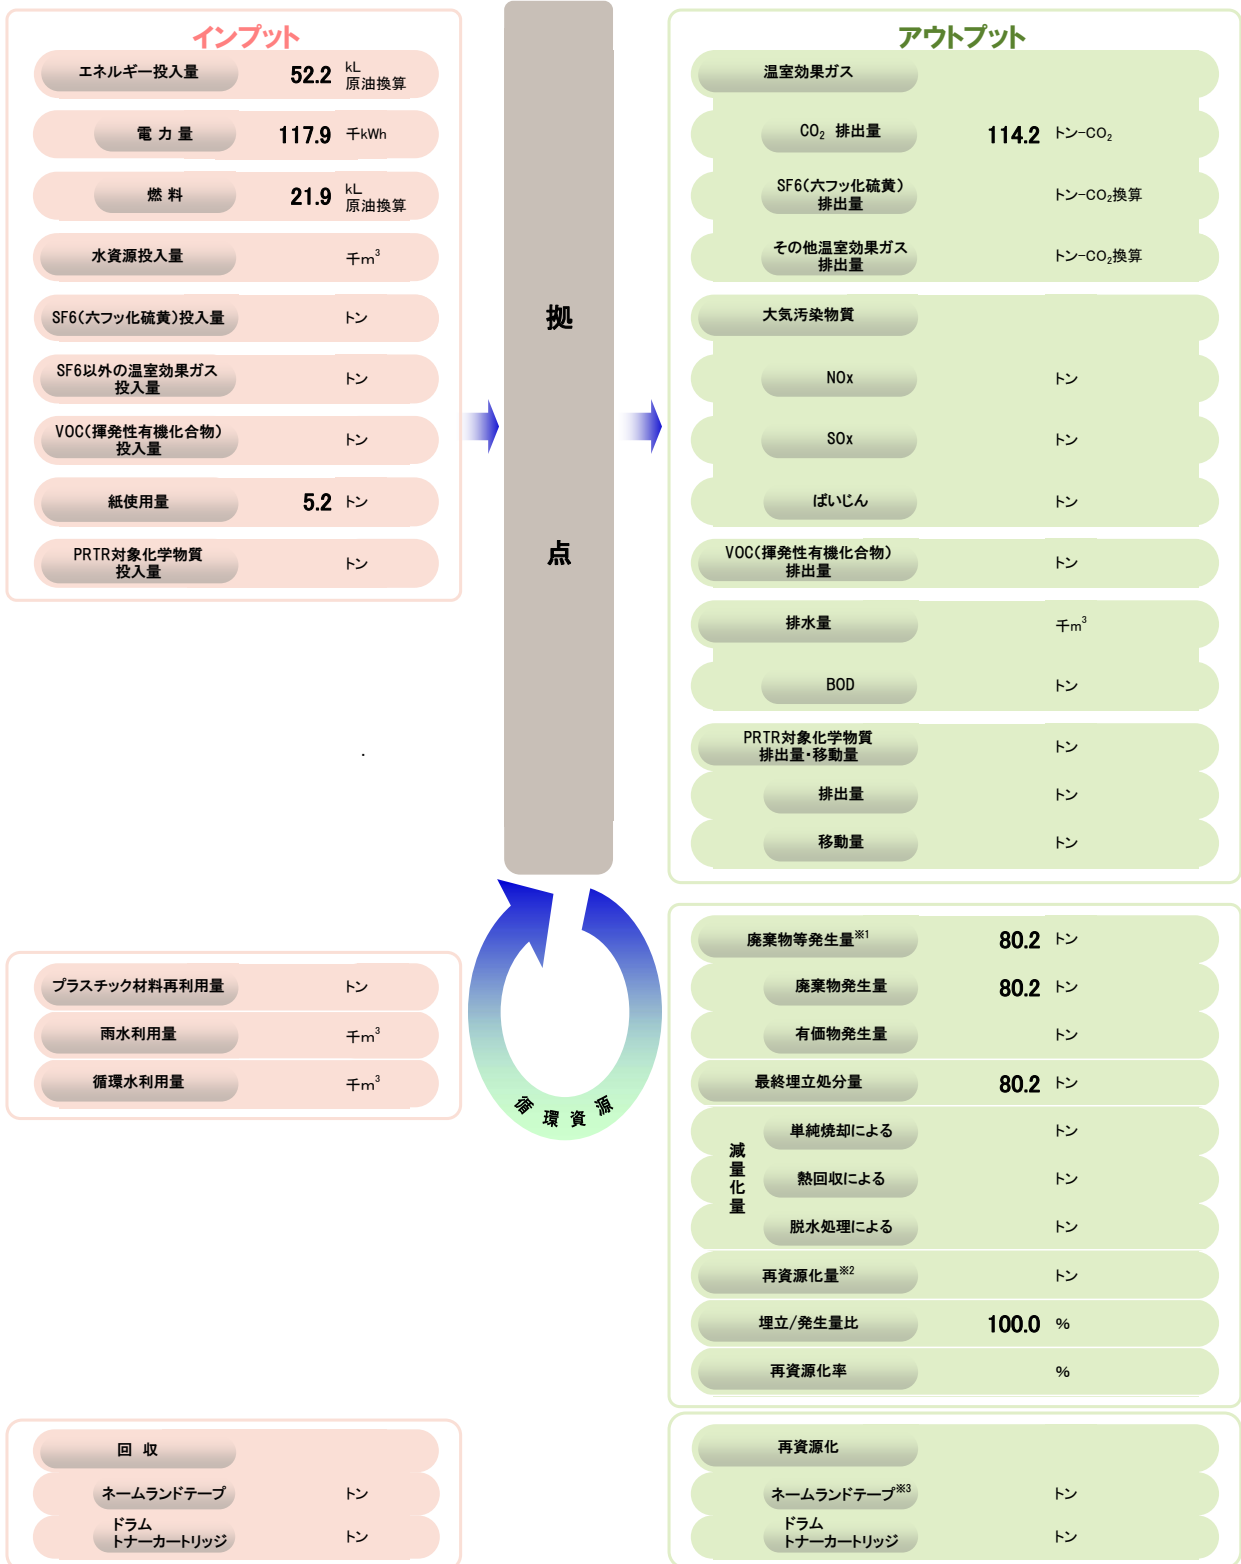 インプット
エネルギー投入量 52.2 kL
原油換算
電 力 量 117.9 千kWh
燃 料 21.9 kL
原油換算
水資源投入量 千m³
SF6(六フッ化硫黄)投入量 トン
SF6以外の温室効果ガス
投入量 トン
VOC(揮発性有機化合物)
投入量 トン
紙使用量 5.2 トン
PRTR対象化学物質
投入量 トン
拠
点
アウトプット
温室効果ガス
CO₂ 排出量 114.2 トン-CO₂
SF6(六フッ化硫黄)
排出量 トン-CO₂換算
その他温室効果ガス
排出量 トン-CO₂換算
大気汚染物質
NOx トン
SOx トン
ばいじん トン
VOC(揮発性有機化合物)
排出量 トン
排水量 千m³
BOD トン
PRTR対象化学物質
排出量・移動量 トン
排出量 トン
移動量 トン
プラスチック材料再利用量 トン
雨水利用量 千m³
循環水利用量 千m³
循環資源
廃棄物等発生量※1 80.2 トン
廃棄物発生量 80.2 トン
有価物発生量 トン
最終埋立処分量 80.2 トン
減量化量
単純焼却による トン
熱回収による トン
脱水処理による トン
再資源化量※2 トン
埋立/発生量比 100.0 %
再資源化率 %
回 収
ネームランドテープ トン
ドラム
トナーカートリッジ トン
再資源化
ネームランドテープ※3 トン
ドラム
トナーカートリッジ トン